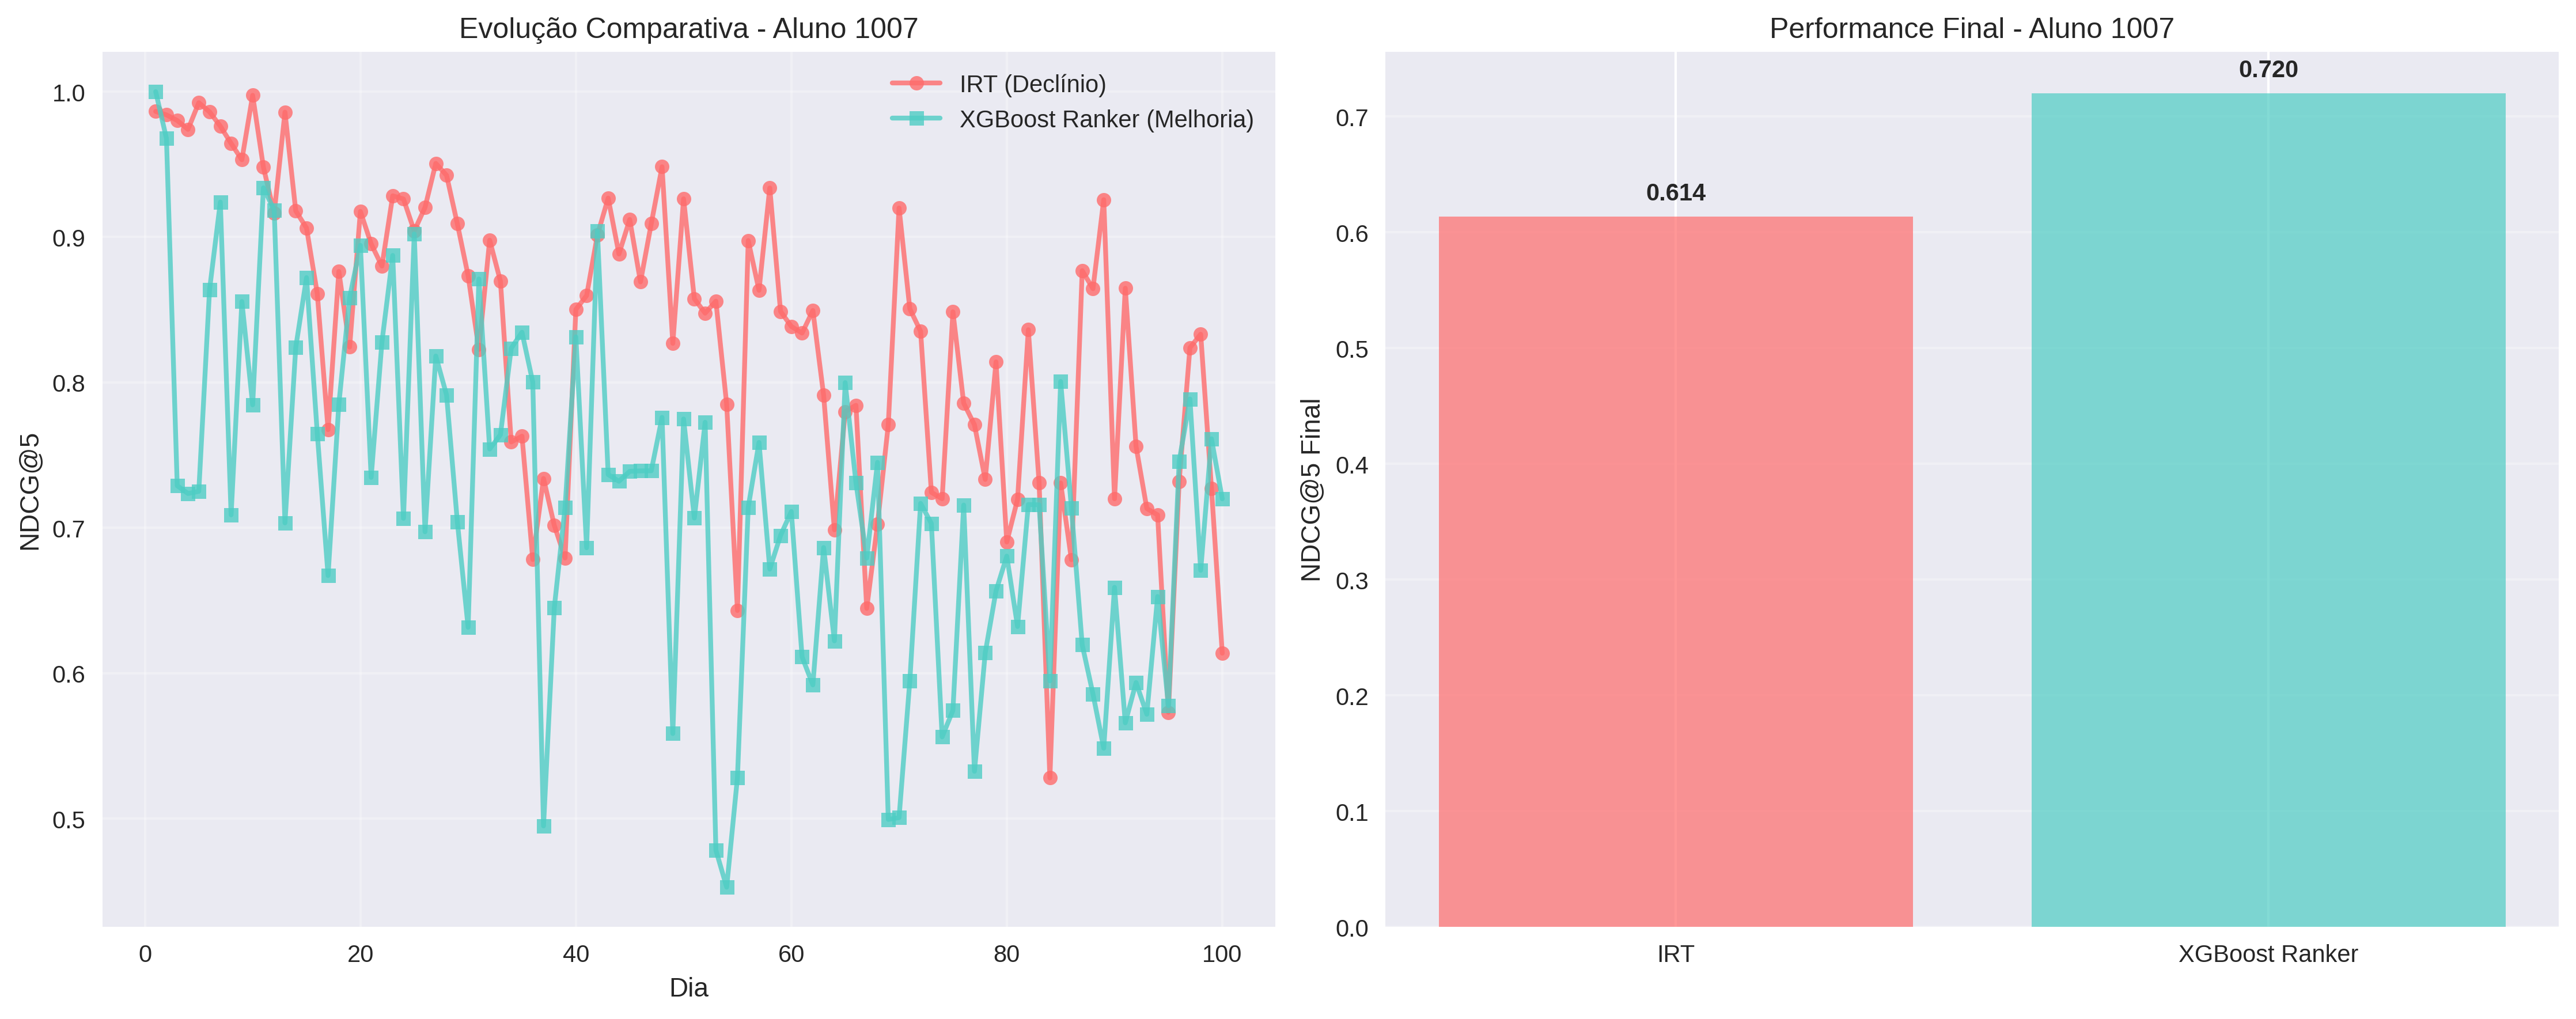 Evolução Comparativa - Aluno 1007
IRT (Declínio)
XGBoost Ranker (Melhoria)
NDCG@5
1.0
0.9
0.8
0.7
0.6
0.5
0
20
40
60
80
100
Dia
Performance Final - Aluno 1007
0.614
0.720
NDCG@5 Final
0.7
0.6
0.5
0.4
0.3
0.2
0.1
0.0
IRT
XGBoost Ranker